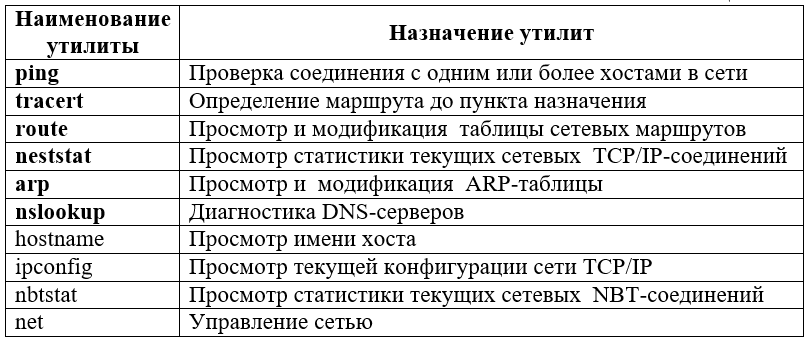 Наименование утилиты Назначение утилит
ping Проверка соединения с одним или более хостами в сети
tracert Определение маршрута до пункта назначения
route Просмотр и модификация таблицы сетевых маршрутов
neststat Просмотр статистики текущих сетевых TCP/IP-соединений
arp Просмотр и модификация ARP-таблицы
nslookup Диагностика DNS-серверов
hostname Просмотр имени хоста
ipconfig Просмотр текущей конфигурации сети TCP/IP
nbtstat Просмотр статистики текущих сетевых NBT-соединений
net Управление сетью